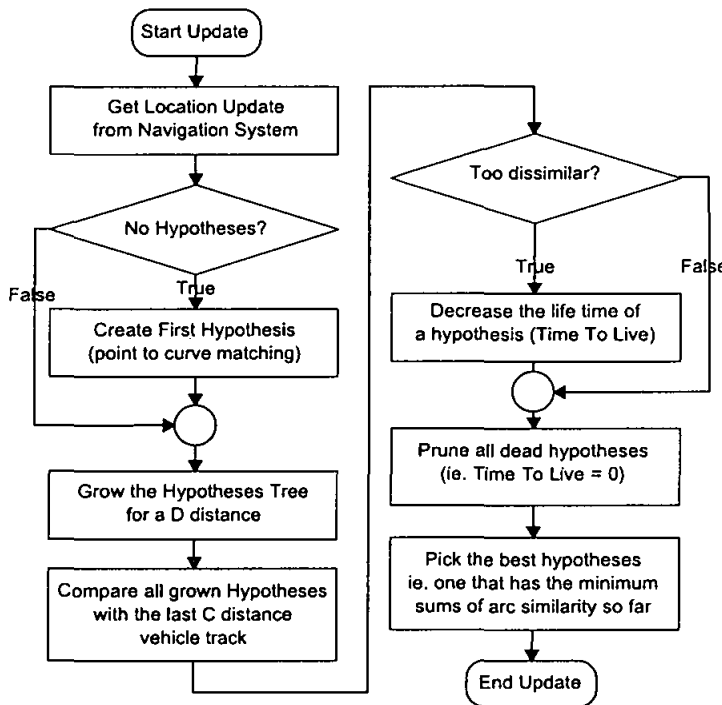 Start Update
Get Location Update
from Navigation System
No Hypotheses?
False
True
Create First Hypothesis
(point to curve matching)
Grow the Hypotheses Tree
for a D distance
Compare all grown Hypotheses
with the last C distance
vehicle track
Too dissimilar?
True
False
Decrease the life time of
a hypothesis (Time To Live)
Prune all dead hypotheses
(ie. Time To Live = 0)
Pick the best hypotheses
ie. one that has the minimum
sums of arc similarity so far
End Update